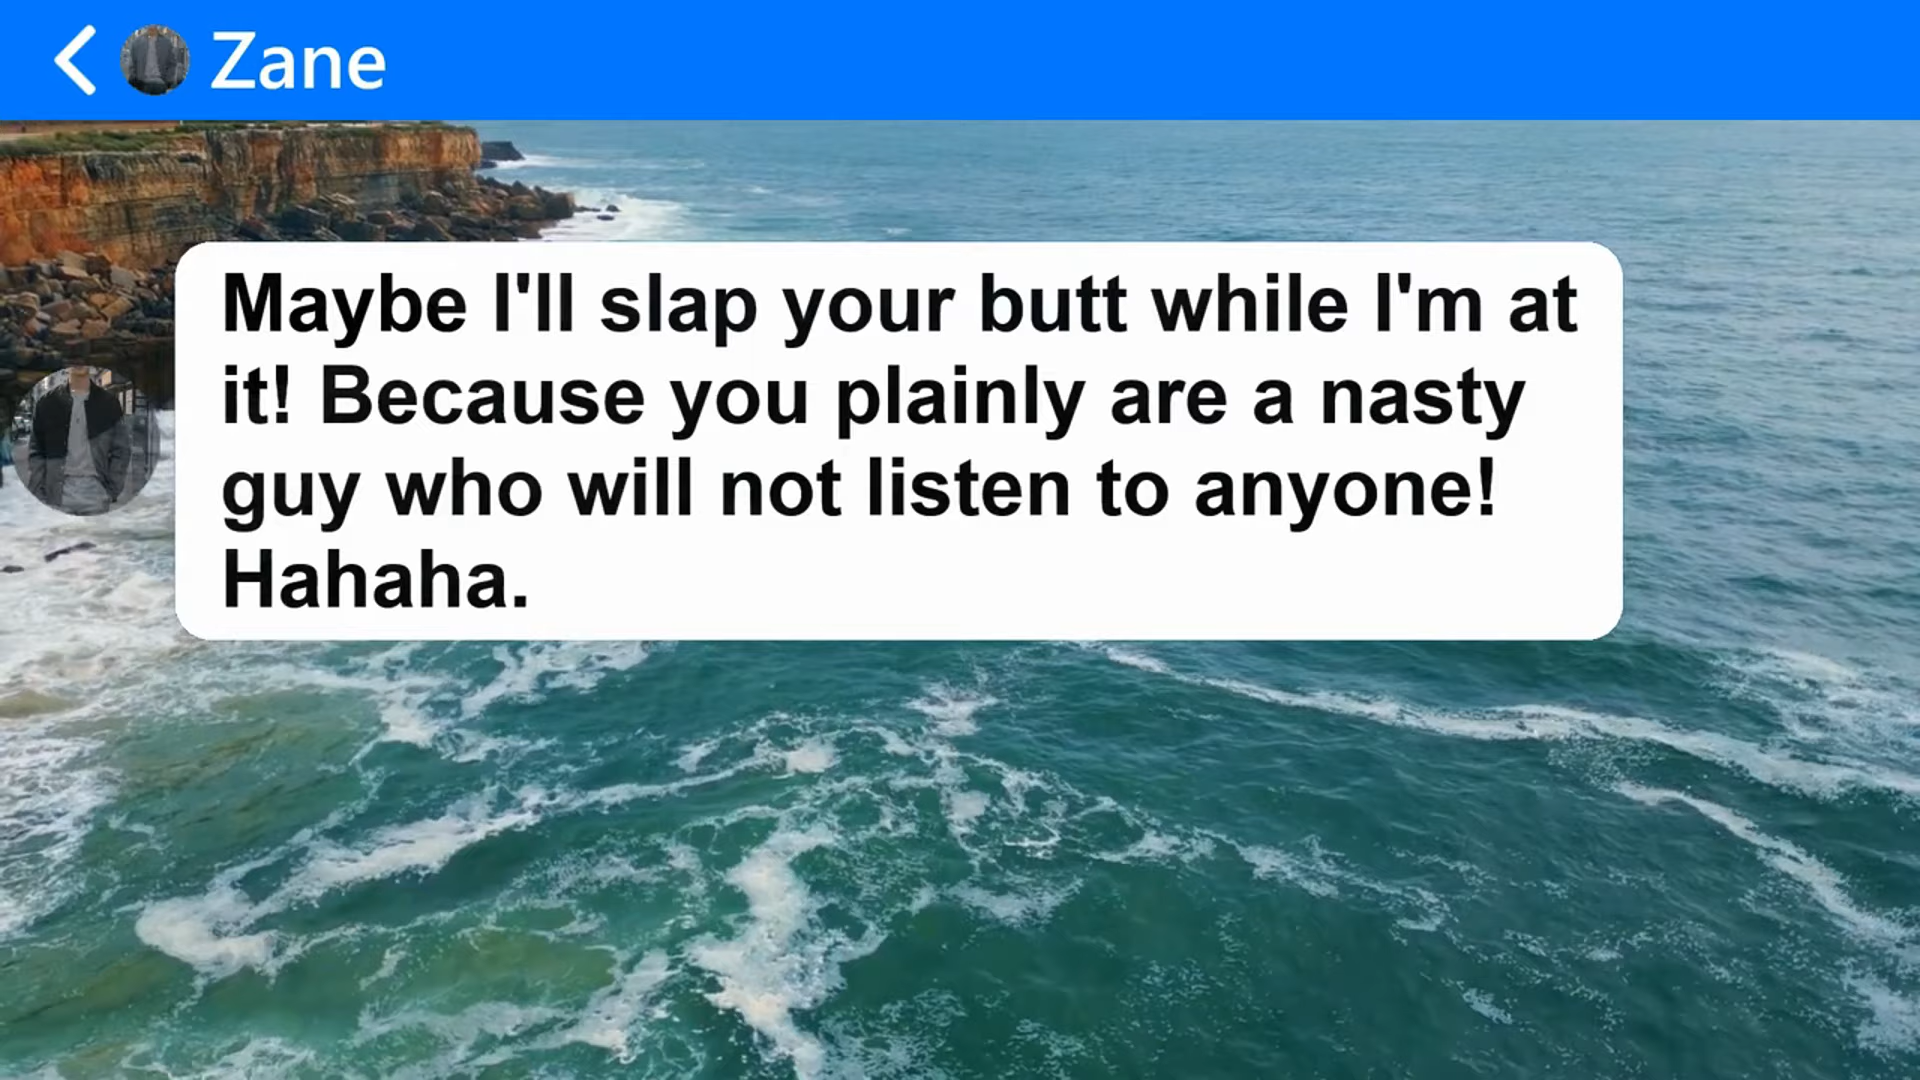 Zane
Maybe I'll slap your butt while I'm at
it! Because you plainly are a nasty
guy who will not listen to anyone!
Hahaha.